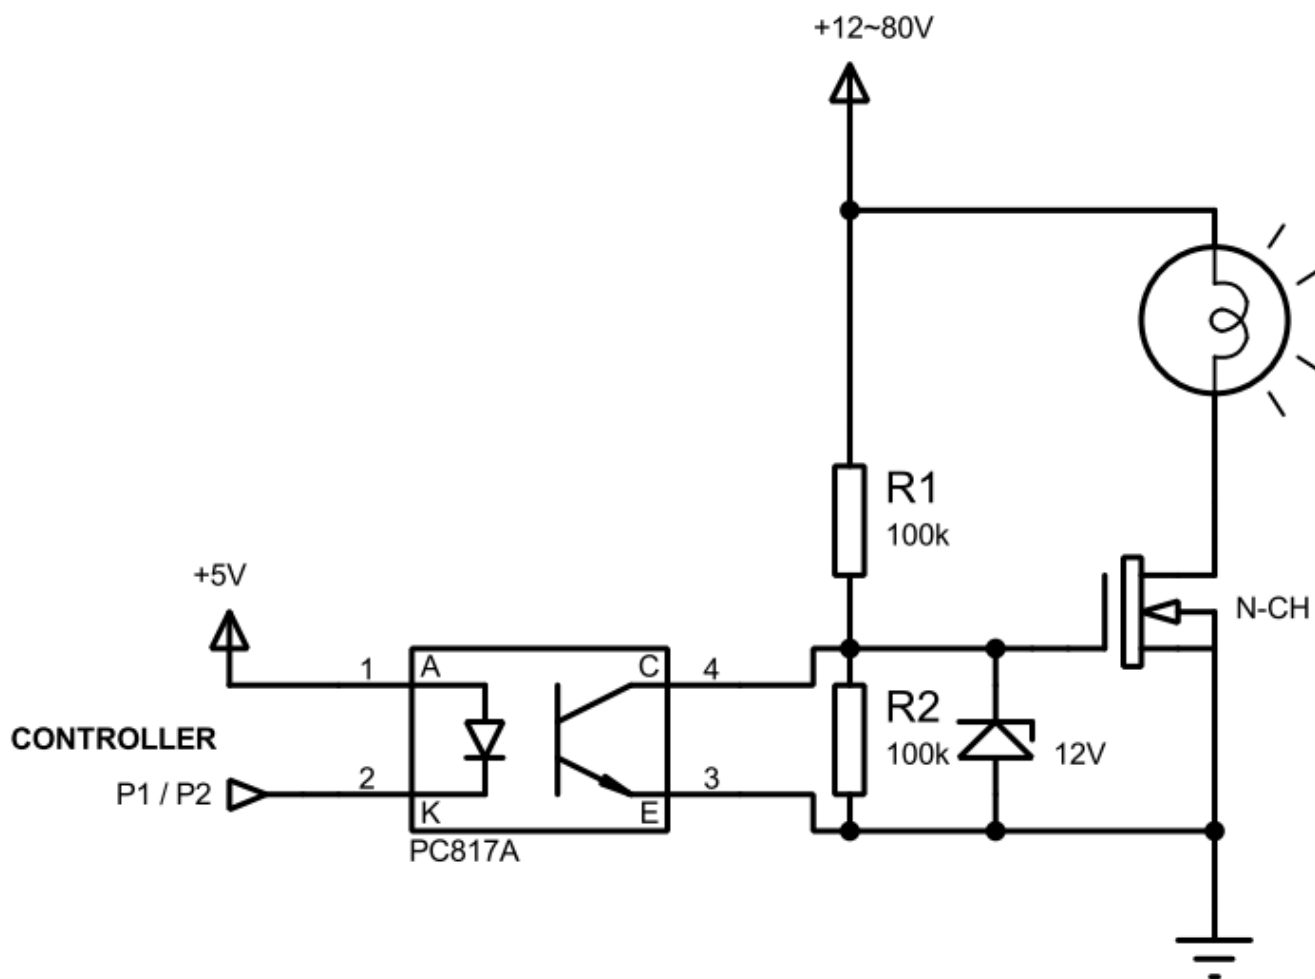 +12~80V
R1
100k
+5V
N-CH
1
A
C
4
CONTROLLER
R2
100k
12V
P1 / P2
2
K
E
3
PC817A